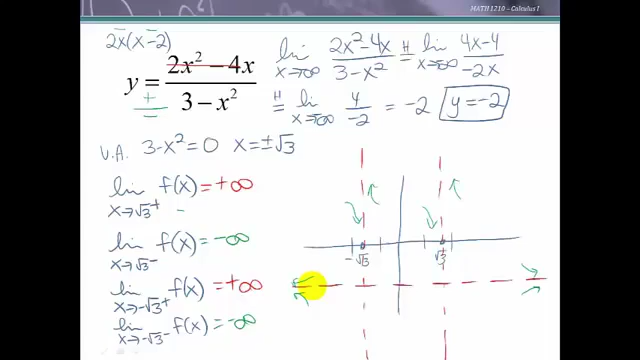 MATH 1210 – Calculus I
2x(x-2)
y = (2x² – 4x)/(3 – x²)
+
=
lim x→∞ (2x²-4x)/(3-x²) =ᴴ lim x→∞ (4x-4)/(-2x)
=ᴴ lim x→∞ 4/-2 = -2 y=-2
V.A. 3-x²=0 x=±√3
lim x→√3⁺ f(x) = +∞
lim x→√3⁻ f(x) = -∞
lim x→-√3⁺ f(x) = +∞
lim x→-√3⁻ f(x) = -∞
-√3 √3